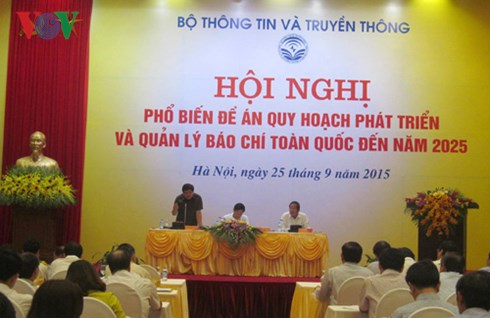 VOV
BỘ THÔNG TIN VÀ TRUYỀN THÔNG
HỘI NGHỊ
PHỔ BIẾN ĐỀ ÁN QUY HOẠCH PHÁT TRIỂN
VÀ QUẢN LÝ BÁO CHÍ TOÀN QUỐC ĐẾN NĂM 2025
Hà Nội, ngày 25 tháng 9 năm 2015